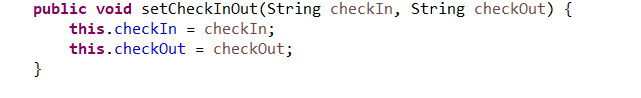 public void setCheckInOut(String checkIn, String checkOut) {
    this.checkIn = checkIn;
    this.checkOut = checkOut;
}